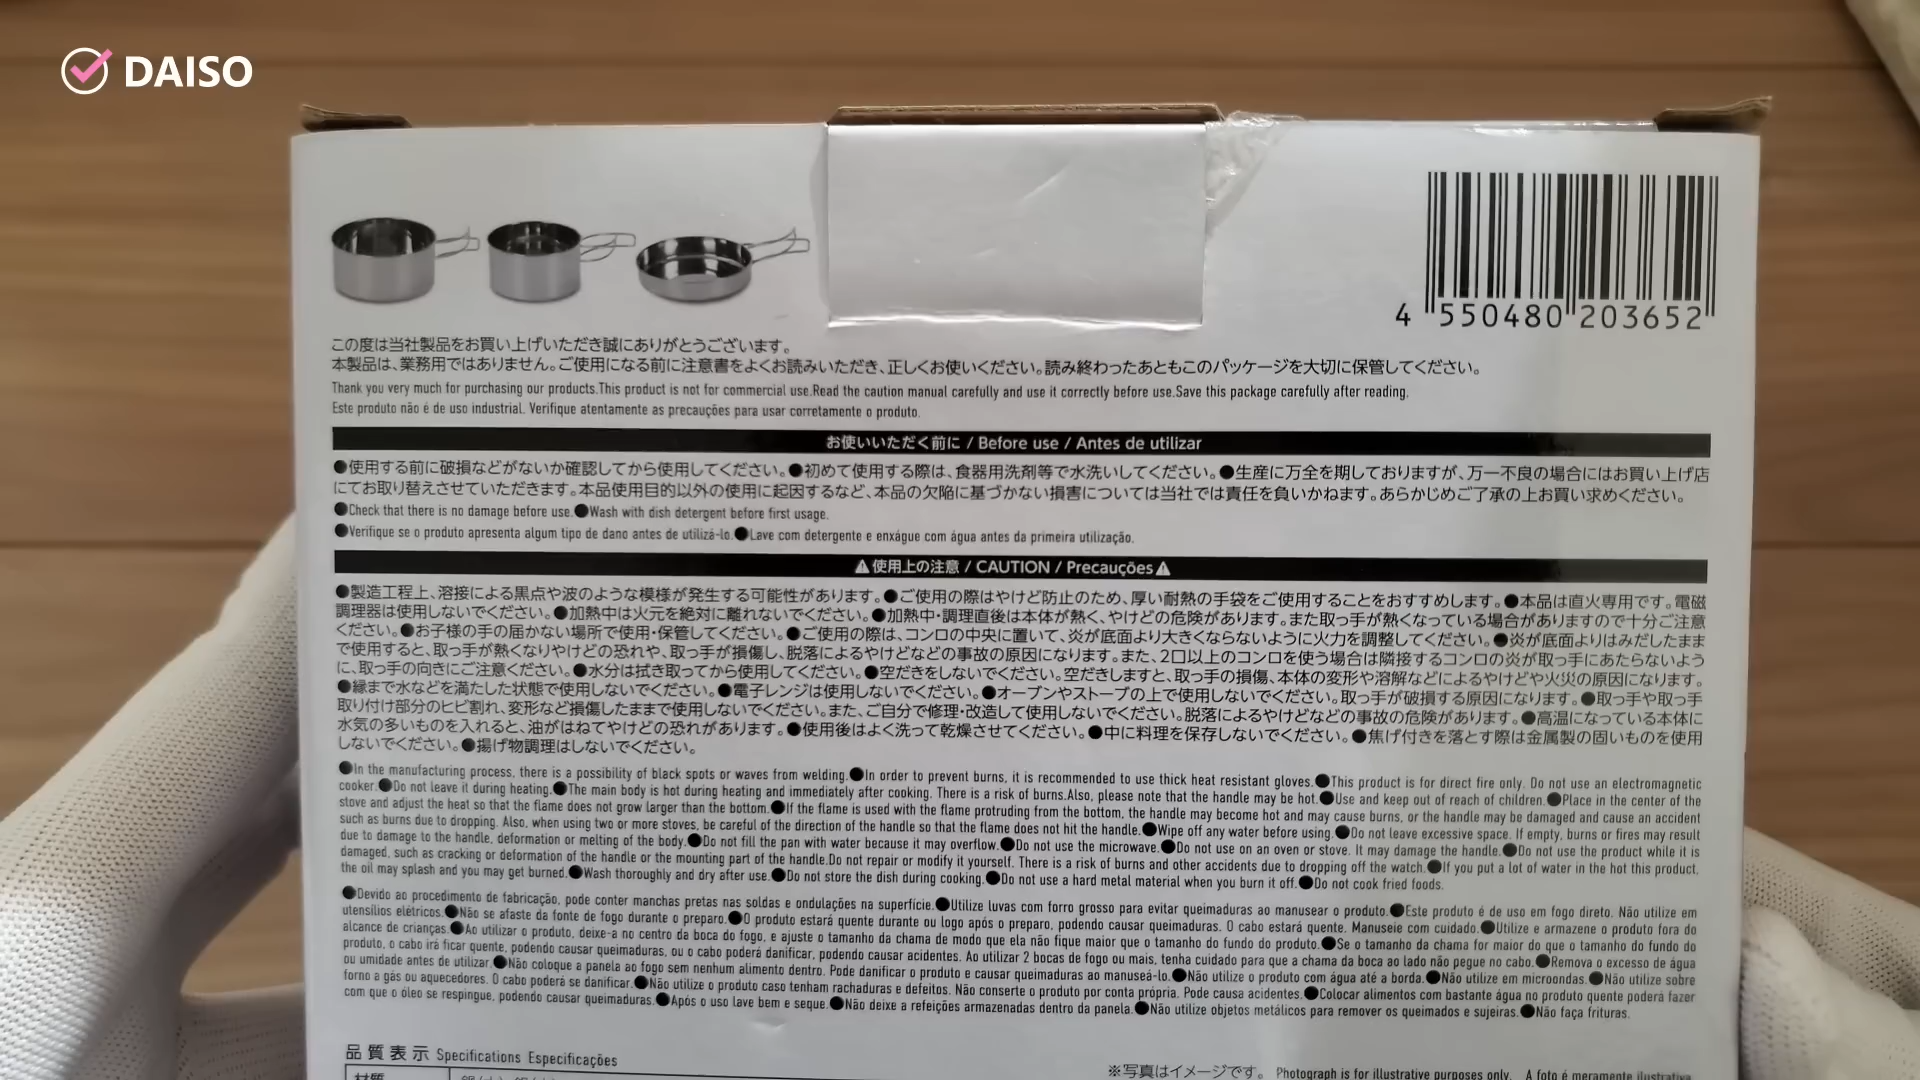 DAISO
4 550480 203652
この度は当社製品をお買い上げいただき誠にありがとうございます。
本製品は、業務用ではありません。ご使用になる前に注意書をよくお読みいただき、正しくお使いください。読み終わったあともこのパッケージを大切に保管してください。
Thank you very much for purchasing our products.This product is not for commercial use.Read the caution manual carefully and use it correctly before use.Save this package carefully after reading.
Este produto não é de uso industrial. Verifique atentamente as precauções para usar corretamente o produto.
お使いいただく前に / Before use / Antes de utilizar
●使用する前に破損などがないか確認してから使用してください。●初めて使用する際は、食器用洗剤等で水洗いしてください。●生産に万全を期しておりますが、万一不良の場合にはお買い上げ店
にてお取り替えさせていただきます。本品使用目的以外の使用に起因するなど、本品の欠陥に基づかない損害については当社では責任を負いかねます。あらかじめご了承の上お買い求めください。
●Check that there is no damage before use.●Wash with dish detergent before first usage.
●Verifique se o produto apresenta algum tipo de dano antes de utilizá-lo.●Lave com detergente e enxágue com água antes da primeira utilização.
⚠使用上の注意 / CAUTION / Precauções⚠
●製造工程上、溶接による黒点や波のような模様が発生する可能性があります。●ご使用の際はやけど防止のため、厚い耐熱の手袋をご使用することをおすすめします。●本品は直火専用です。電磁
調理器は使用しないでください。●加熱中は火元を絶対に離れないでください。●加熱中・調理直後は本体が熱く、やけどの危険があります。また取っ手が熱くなっている場合がありますので十分ご注意
ください。●お子様の手の届かない場所で使用・保管してください。●ご使用の際は、コンロの中央に置いて、炎が底面より大きくならないように火力を調整してください。●炎が底面よりはみだしたまま
で使用すると、取っ手が熱くなりやけどの恐れや、取っ手が損傷し、脱落によるやけどなどの事故の原因になります。また、2口以上のコンロを使う場合は隣接するコンロの炎が取っ手にあたらないよう
に、取っ手の向きにご注意ください。●水分は拭き取ってから使用してください。●空だきをしないでください。空だきしますと、取っ手の損傷、本体の変形や溶解などによるやけどや火災の原因になります。
●縁まで水などを満たした状態で使用しないでください。●電子レンジは使用しないでください。●オーブンやストーブの上で使用しないでください。取っ手が破損する原因になります。●取っ手や取っ手
取り付け部分のヒビ割れ、変形など損傷したままで使用しないでください。また、ご自分で修理・改造して使用しないでください。脱落によるやけどなどの事故の危険があります。●高温になっている本体に
水気の多いものを入れると、油がはねてやけどの恐れがあります。●使用後はよく洗って乾燥させてください。●中に料理を保存しないでください。●焦げ付きを落とす際は金属製の固いものを使用
しないでください。●揚げ物調理はしないでください。
●In the manufacturing process, there is a possibility of black spots or waves from welding.●In order to prevent burns, it is recommended to use thick heat resistant gloves.●This product is for direct fire only. Do not use an electromagnetic
cooker.●Do not leave it during heating.●The main body is hot during heating and immediately after cooking. There is a risk of burns.Also, please note that the handle may be hot.●Use and keep out of reach of children.●Place in the center of the
stove and adjust the heat so that the flame does not grow larger than the bottom.●If the flame is used with the flame protruding from the bottom, the handle may become hot and may cause burns, or the handle may be damaged and cause an accident
such as burns due to dropping. Also, when using two or more stoves, be careful of the direction of the handle so that the flame does not hit the handle.●Wipe off any water before using.●Do not leave excessive space. If empty, burns or fires may result
due to damage to the handle, deformation or melting of the body.●Do not fill the pan with water because it may overflow.●Do not use the microwave.●Do not use on an oven or stove. It may damage the handle.●Do not use the product while it is
damaged, such as cracking or deformation of the handle or the mounting part of the handle.Do not repair or modify it yourself. There is a risk of burns and other accidents due to dropping off the watch.●If you put a lot of water in the hot this product,
the oil may splash and you may get burned.●Wash thoroughly and dry after use.●Do not store the dish during cooking.●Do not use a hard metal material when you burn it off.●Do not cook fried foods.
●Devido ao procedimento de fabricação, pode conter manchas pretas nas soldas e ondulações na superfície.●Utilize luvas com forro grosso para evitar queimaduras ao manusear o produto.●Este produto é de uso em fogo direto. Não utilize em
utensílios elétricos.●Não se afaste da fonte de fogo durante o preparo.●O produto estará quente durante ou logo após o preparo, podendo causar queimaduras. O cabo estará quente. Manuseie com cuidado.●Utilize e armazene o produto fora do
alcance de crianças.●Ao utilizar o produto, deixe-a no centro da boca do fogo, e ajuste o tamanho da chama de modo que ela não fique maior que o tamanho do fundo do produto.●Se o tamanho da chama for maior do que o tamanho do fundo do
produto, o cabo irá ficar quente, podendo causar queimaduras, ou o cabo poderá danificar, podendo causar acidentes. Ao utilizar 2 bocas de fogo ou mais, tenha cuidado para que a chama da boca ao lado não pegue no cabo.●Remova o excesso de água
ou umidade antes de utilizar.●Não coloque a panela ao fogo sem nenhum alimento dentro. Pode danificar o produto e causar queimaduras ao manuseá-lo.●Não utilize o produto com água até a borda.●Não utilize em microondas.●Não utilize sobre
forno a gás ou aquecedores. O cabo poderá se danificar.●Não utilize o produto caso tenham rachaduras e defeitos. Não conserte o produto por conta própria. Pode causa acidentes.●Colocar alimentos com bastante água no produto quente poderá fazer
com que o óleo se respingue, podendo causar queimaduras.●Após o uso lave bem e seque.●Não deixe a refeições armazenadas dentro da panela.●Não utilize objetos metálicos para remover os queimados e sujeiras.●Não faça frituras.
品質表示 Specifications Especificações
※写真はイメージです。 Photograph is for illustrative purposes only. A foto é meramente ilustrativa.
材質